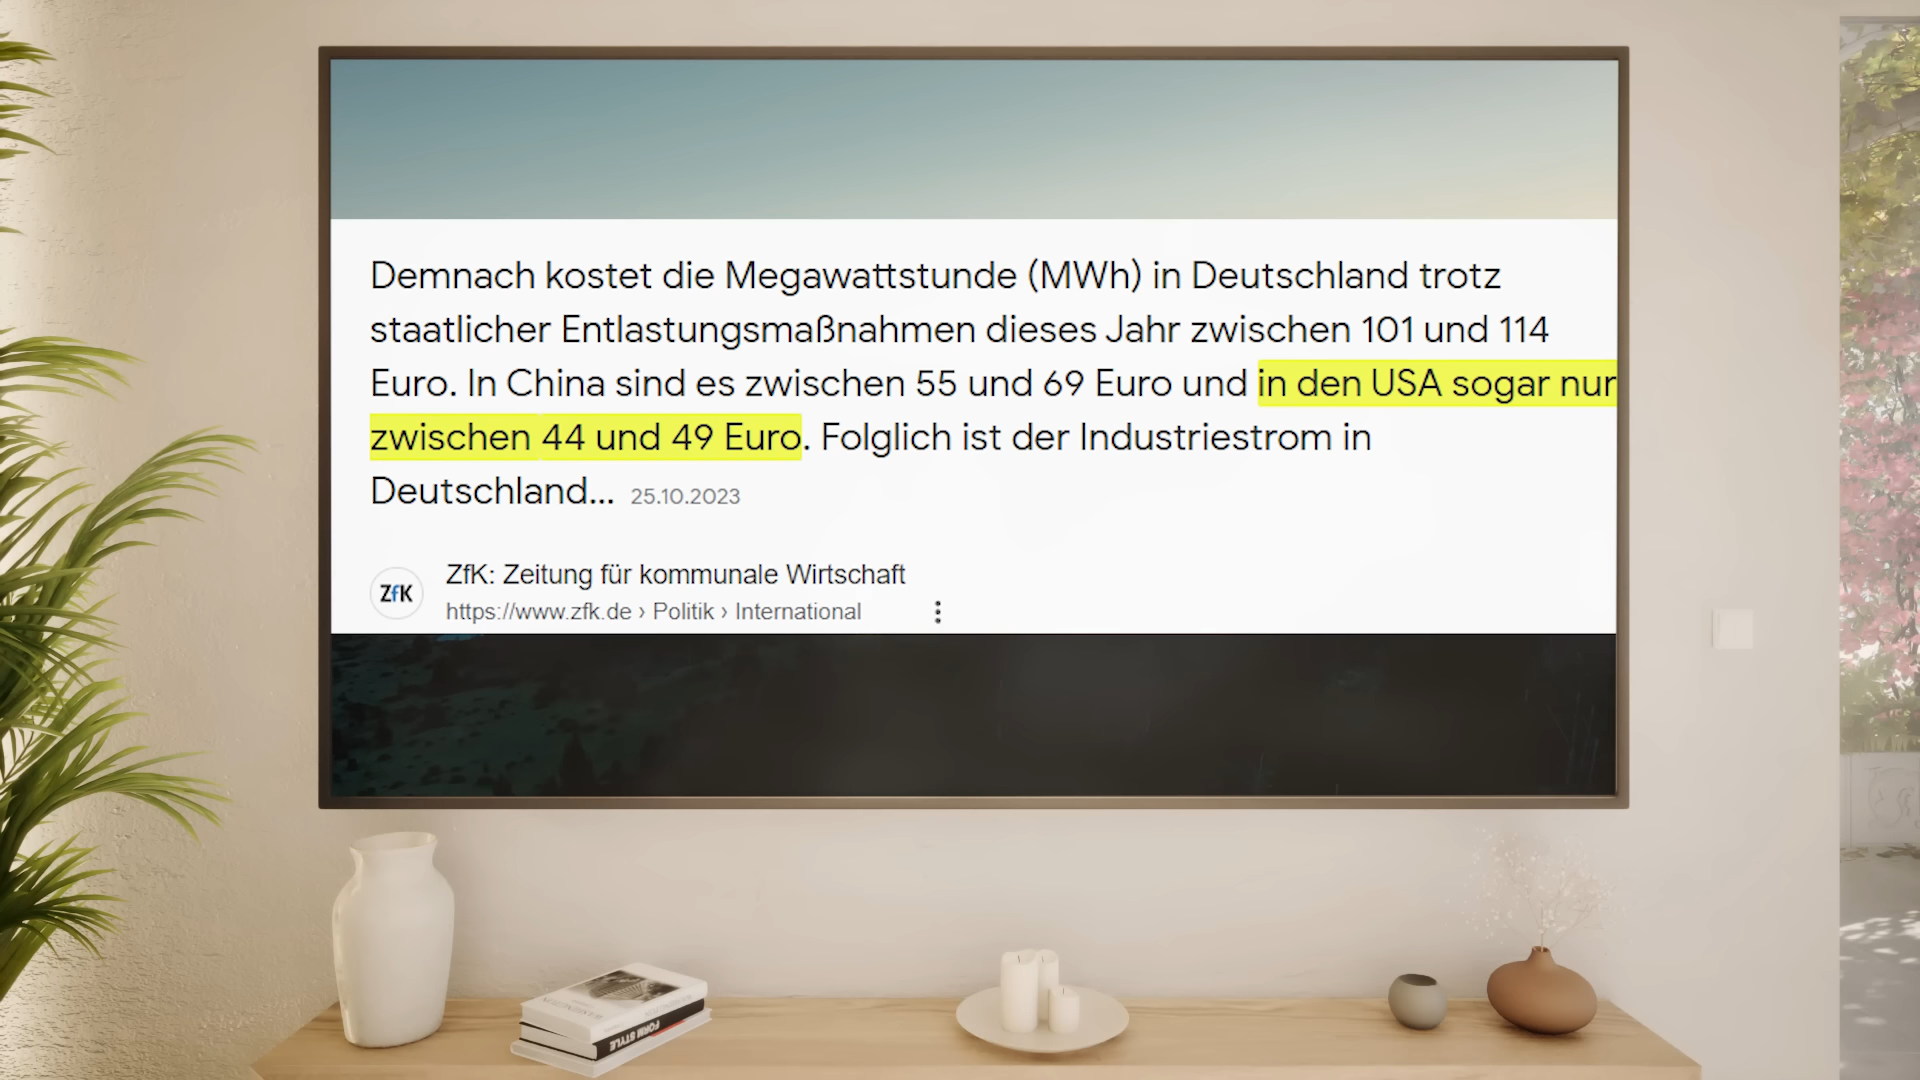 Demnach kostet die Megawattstunde (MWh) in Deutschland trotz
staatlicher Entlastungsmaßnahmen dieses Jahr zwischen 101 und 114
Euro. In China sind es zwischen 55 und 69 Euro und in den USA sogar nur
zwischen 44 und 49 Euro. Folglich ist der Industriestrom in
Deutschland... 25.10.2023
ZfK
ZfK: Zeitung für kommunale Wirtschaft
https://www.zfk.de › Politik › International
FORM STYLE